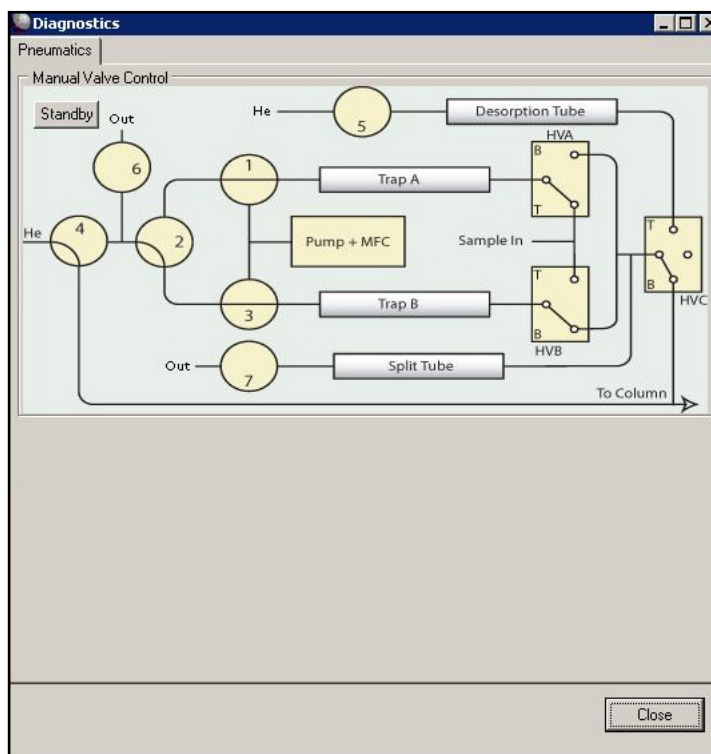 Diagnostics
Pneumatics
Manual Valve Control
Standby
Out
He
5
Desorption Tube
HVA
6
1
B
Trap A
T
4
He
2
Pump + MFC
Sample In
T
B
HVC
3
Trap B
T
B
HVB
Out
7
Split Tube
To Column
Close